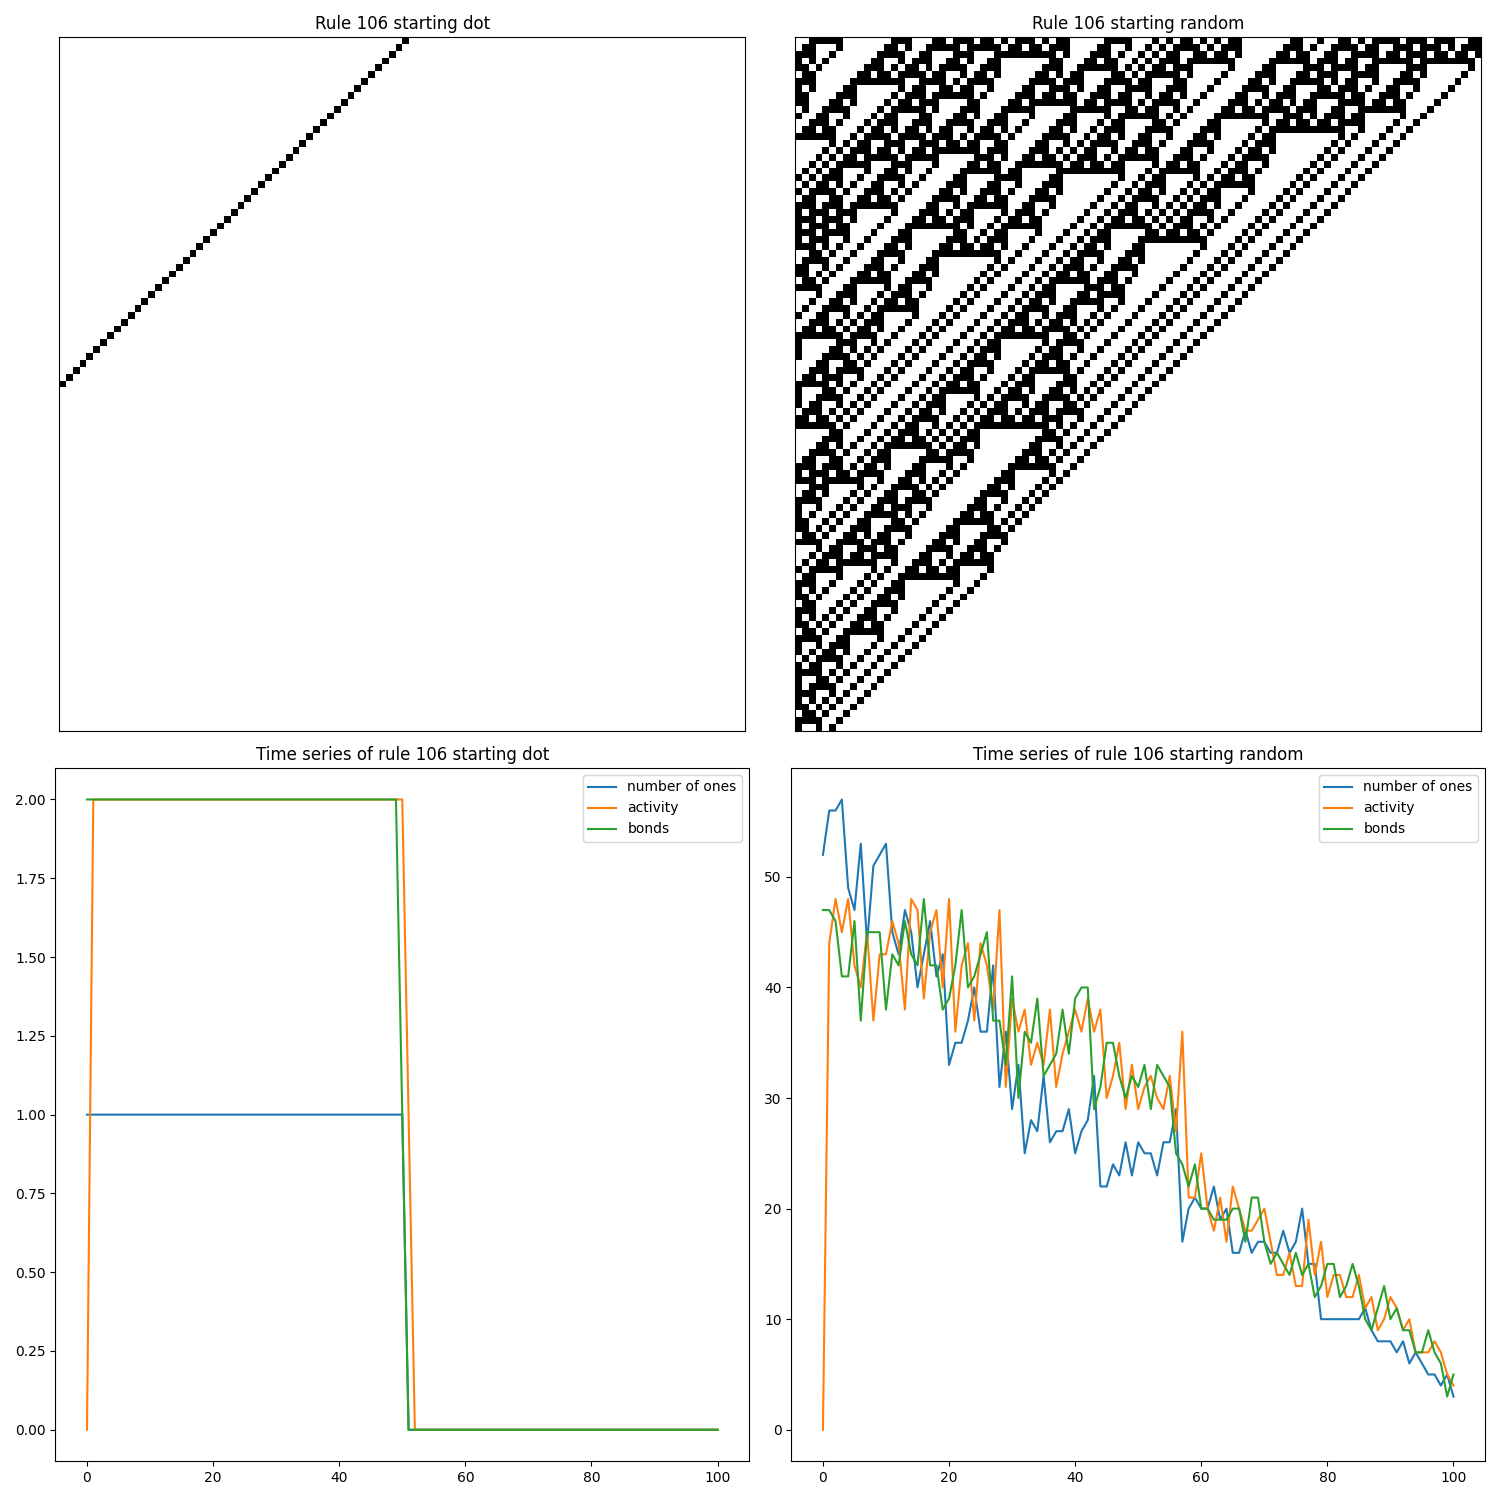 Rule 106 starting dot
Rule 106 starting random
Time series of rule 106 starting dot
number of ones
activity
bonds
2.00
1.75
1.50
1.25
1.00
0.75
0.50
0.25
0.00
0 20 40 60 80 100
Time series of rule 106 starting random
number of ones
activity
bonds
50
40
30
20
10
0
0 20 40 60 80 100